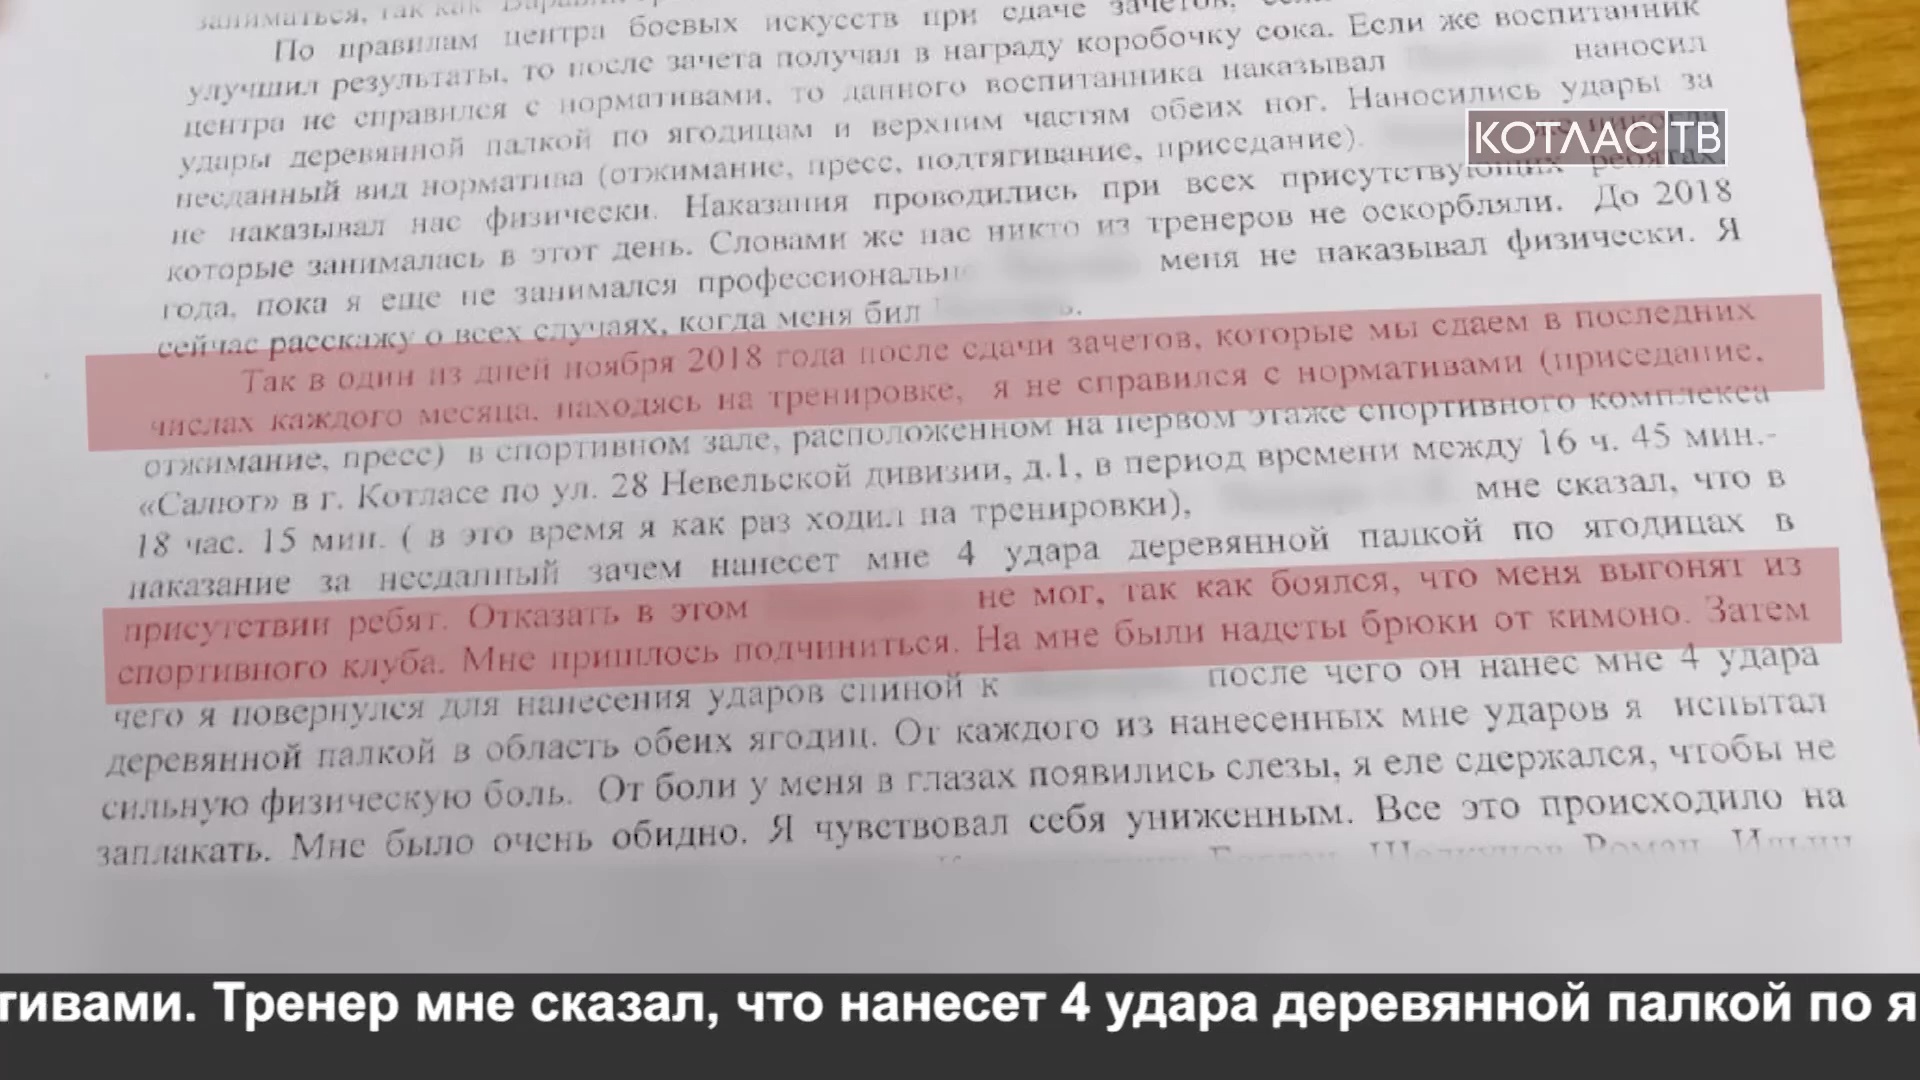 заниматься, так как
По правилам центра боевых искусств при сдаче зачетов,
улучшил результаты, то после зачета получал в награду коробочку сока. Если же воспитанник
центра не справился с нормативами, то данного воспитанника наказывал наносил
удары деревянной палкой по ягодицам и верхним частям обеих ног. Наносились удары за
несданный вид норматива (отжимание, пресс, подтягивание, приседание).
не наказывал нас физически. Наказания проводились при всех присутствующих ребятах,
которые занималась в этот день. Словами же нас никто из тренеров не оскорбляли. До 2018
года, пока я еще не занимался профессиональн меня не наказывал физически. Я
сейчас расскажу о всех случаях, когда меня бил
Так в один из дней ноября 2018 года после сдачи зачетов, которые мы сдаем в последних
числах каждого месяца, находясь на тренировке, я не справился с нормативами (приседание,
отжимание, пресс) в спортивном зале, расположенном на первом этаже спортивного комплекса
«Салют» в г. Котласе по ул. 28 Невельской дивизии, д.1, в период времени между 16 ч. 45 мин.-
18 час. 15 мин. ( в это время я как раз ходил на тренировки), мне сказал, что в
наказание за несданный зачем нанесет мне 4 удара деревянной палкой по ягодицах в
присутствии ребят. Отказать в этом не мог, так как боялся, что меня выгонят из
спортивного клуба. Мне пришлось подчиниться. На мне были надеты брюки от кимоно. Затем
чего я повернулся для нанесения ударов спиной к после чего он нанес мне 4 удара
деревянной палкой в область обеих ягодиц. От каждого из нанесенных мне ударов я испытал
сильную физическую боль. От боли у меня в глазах появились слезы, я еле сдержался, чтобы не
заплакать. Мне было очень обидно. Я чувствовал себя униженным. Все это происходило на
Роман,
КОТЛАС ТВ
тивами. Тренер мне сказал, что нанесет 4 удара деревянной палкой по я